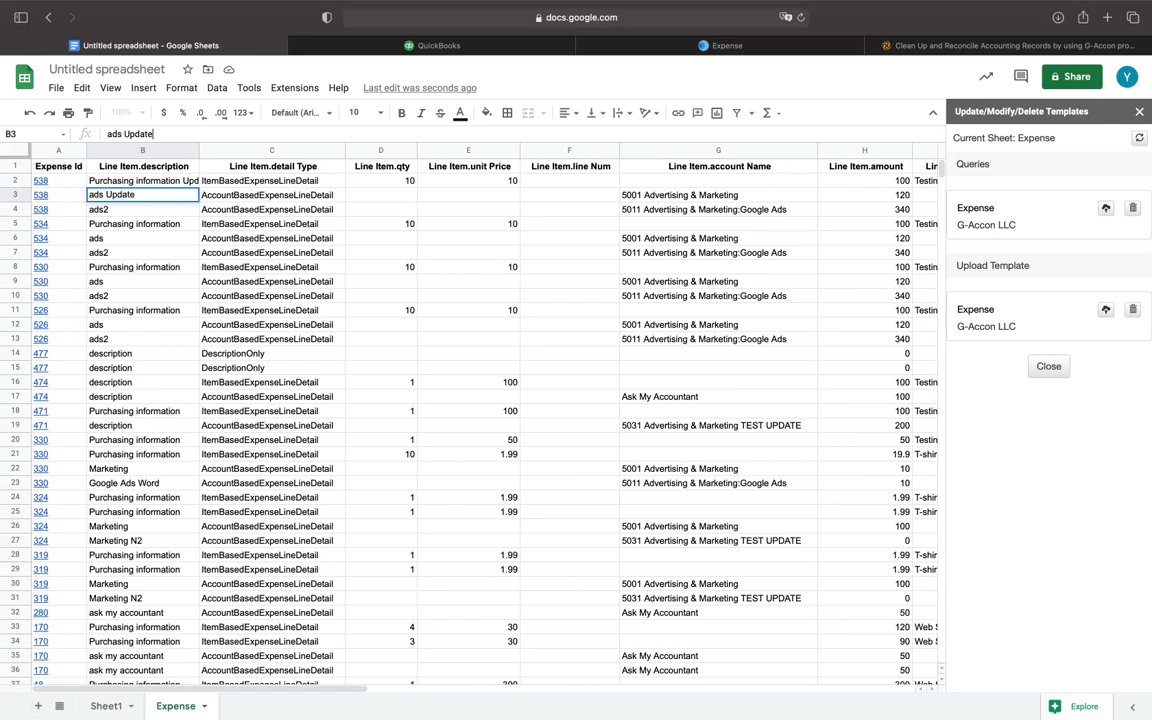 docs.google.com
Untitled spreadsheet - Google Sheets
QuickBooks
Expense
Clean Up and Reconcile Accounting Records by using G-Accon pro...
Untitled spreadsheet
File Edit View Insert Format Data Tools Extensions Help Last edit was seconds ago
Share
Y
100% $ % .0 .00 123 Default (Ari... 10 B I S A
B3 fx ads Update
Update/Modify/Delete Templates
Current Sheet: Expense
Queries
Expense
G-Accon LLC
Upload Template
Expense
G-Accon LLC
Close
A B C D E F G H
1 Expense Id Line Item.description Line Item.detail Type Line Item.qty Line Item.unit Price Line Item.line Num Line Item.account Name Line Item.amount
2 538 Purchasing information Upd ItemBasedExpenseLineDetail 10 10 100 Testin
3 538 ads Update AccountBasedExpenseLineDetail 5001 Advertising & Marketing 120
4 538 ads2 AccountBasedExpenseLineDetail 5011 Advertising & Marketing:Google Ads 340
5 534 Purchasing information ItemBasedExpenseLineDetail 10 10 100 Testin
6 534 ads AccountBasedExpenseLineDetail 5001 Advertising & Marketing 120
7 534 ads2 AccountBasedExpenseLineDetail 5011 Advertising & Marketing:Google Ads 340
8 530 Purchasing information ItemBasedExpenseLineDetail 10 10 100 Testin
9 530 ads AccountBasedExpenseLineDetail 5001 Advertising & Marketing 120
10 530 ads2 AccountBasedExpenseLineDetail 5011 Advertising & Marketing:Google Ads 340
11 526 Purchasing information ItemBasedExpenseLineDetail 10 10 100 Testin
12 526 ads AccountBasedExpenseLineDetail 5001 Advertising & Marketing 120
13 526 ads2 AccountBasedExpenseLineDetail 5011 Advertising & Marketing:Google Ads 340
14 477 description DescriptionOnly 0
15 477 description DescriptionOnly 0
16 474 description ItemBasedExpenseLineDetail 1 100 100 Testin
17 474 description AccountBasedExpenseLineDetail Ask My Accountant 100
18 471 Purchasing information ItemBasedExpenseLineDetail 1 100 100 Testin
19 471 description AccountBasedExpenseLineDetail 5031 Advertising & Marketing TEST UPDATE 200
20 330 Purchasing information ItemBasedExpenseLineDetail 1 50 50 Testin
21 330 Purchasing information ItemBasedExpenseLineDetail 10 1.99 19.9 T-shir
22 330 Marketing AccountBasedExpenseLineDetail 5001 Advertising & Marketing 10
23 330 Google Ads Word AccountBasedExpenseLineDetail 5011 Advertising & Marketing:Google Ads 10
24 324 Purchasing information ItemBasedExpenseLineDetail 1 1.99 1.99 T-shir
25 324 Purchasing information ItemBasedExpenseLineDetail 1 1.99 1.99 T-shir
26 324 Marketing AccountBasedExpenseLineDetail 5001 Advertising & Marketing 100
27 324 Marketing N2 AccountBasedExpenseLineDetail 5031 Advertising & Marketing TEST UPDATE 0
28 319 Purchasing information ItemBasedExpenseLineDetail 1 1.99 1.99 T-shir
29 319 Purchasing information ItemBasedExpenseLineDetail 1 1.99 1.99 T-shir
30 319 Marketing AccountBasedExpenseLineDetail 5001 Advertising & Marketing 100
31 319 Marketing N2 AccountBasedExpenseLineDetail 5031 Advertising & Marketing TEST UPDATE 0
32 280 ask my accountant AccountBasedExpenseLineDetail Ask My Accountant 50
33 170 Purchasing information ItemBasedExpenseLineDetail 4 30 120 Web S
34 170 Purchasing information ItemBasedExpenseLineDetail 3 30 90 Web S
35 170 ask my accountant AccountBasedExpenseLineDetail Ask My Accountant 50
36 170 ask my accountant AccountBasedExpenseLineDetail Ask My Accountant 50
37 48 Purchasing information ItemBasedExpenseLineDetail 1 300
Sheet1 Expense
Explore